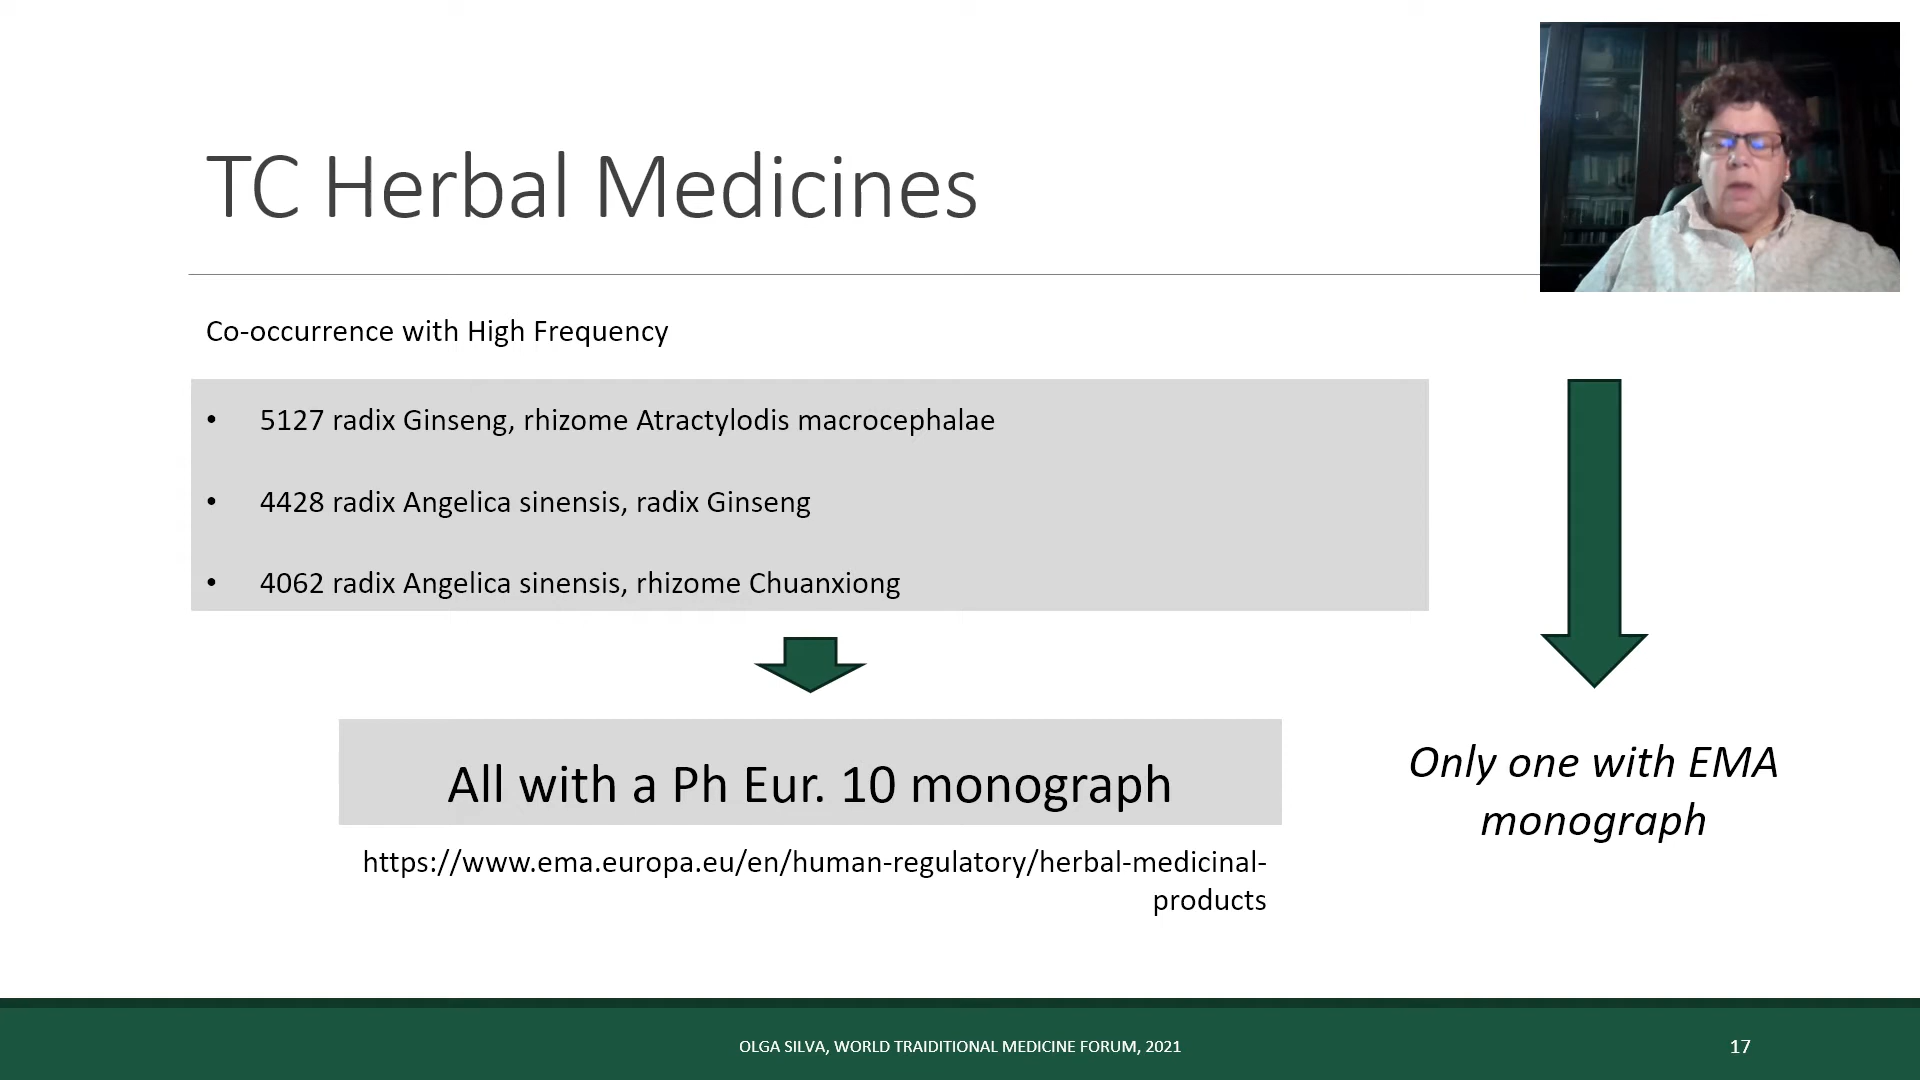 TC Herbal Medicines
Co-occurrence with High Frequency
• 5127 radix Ginseng, rhizome Atractylodis macrocephalae
• 4428 radix Angelica sinensis, radix Ginseng
• 4062 radix Angelica sinensis, rhizome Chuanxiong
All with a Ph Eur. 10 monograph
https://www.ema.europa.eu/en/human-regulatory/herbal-medicinal-
products
Only one with EMA
monograph
OLGA SILVA, WORLD TRAIDITIONAL MEDICINE FORUM, 2021
17